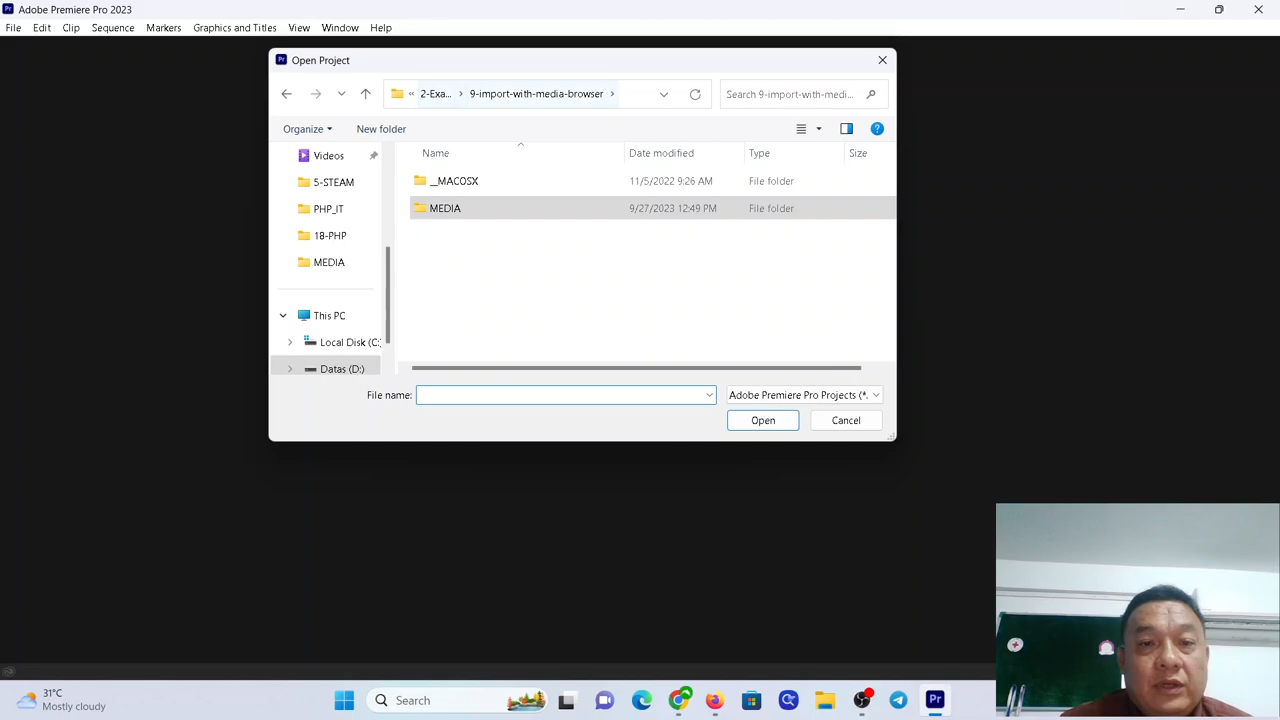 Adobe Premiere Pro 2023
File Edit Clip Sequence Markers Graphics and Titles View Window Help
Open Project
« 2-Exa... › 9-import-with-media-browser ›
Search 9-import-with-medi...
Organize New folder
Name Date modified Type Size
Videos
5-STEAM
PHP_IT
18-PHP
MEDIA
This PC
Local Disk (C:
Datas (D:)
__MACOSX 11/5/2022 9:26 AM File folder
MEDIA 9/27/2023 12:49 PM File folder
File name:
Adobe Premiere Pro Projects (*.
Open Cancel
31°C
Mostly cloudy
Search